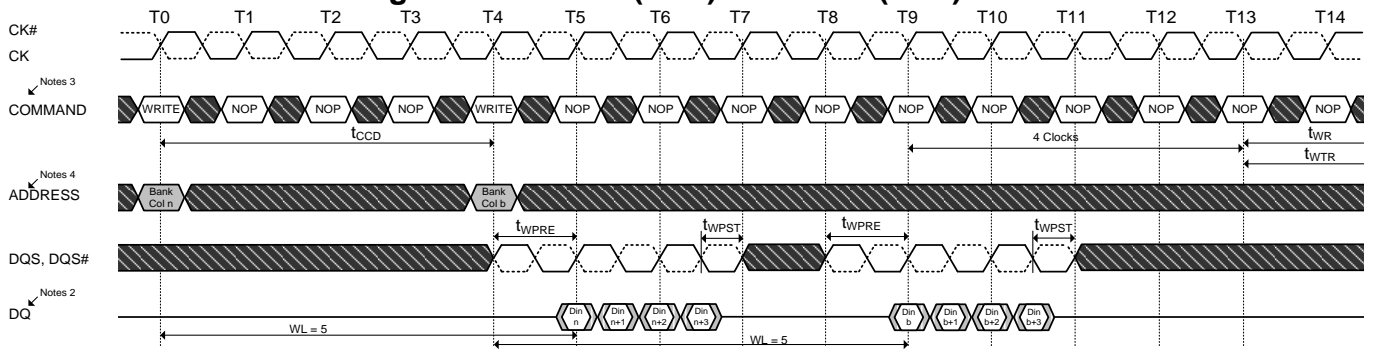 T0 T1 T2 T3 T4 T5 T6 T7 T8 T9 T10 T11 T12 T13 T14
CK#
CK
Notes 3
COMMAND
WRITE NOP NOP NOP WRITE NOP NOP NOP NOP NOP NOP NOP NOP NOP NOP
tCCD
4 Clocks
tWR
tWTR
Notes 4
ADDRESS
Bank Col n
Bank Col b
tWPRE
tWPST
tWPRE
tWPST
DQS, DQS#
Notes 2
DQ
Din n
Din n+1
Din n+2
Din n+3
Din b
Din b+1
Din b+2
Din b+3
WL = 5
WL = 5